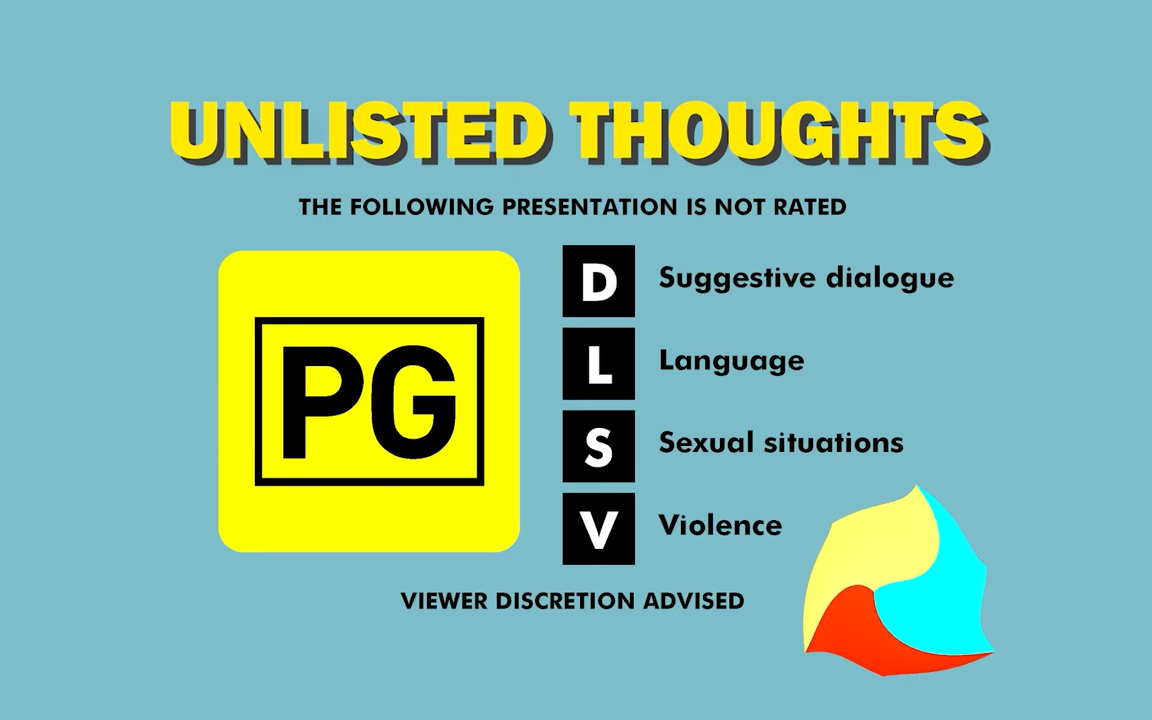 UNLISTED THOUGHTS
THE FOLLOWING PRESENTATION IS NOT RATED
PG
D Suggestive dialogue
L Language
S Sexual situations
V Violence
VIEWER DISCRETION ADVISED